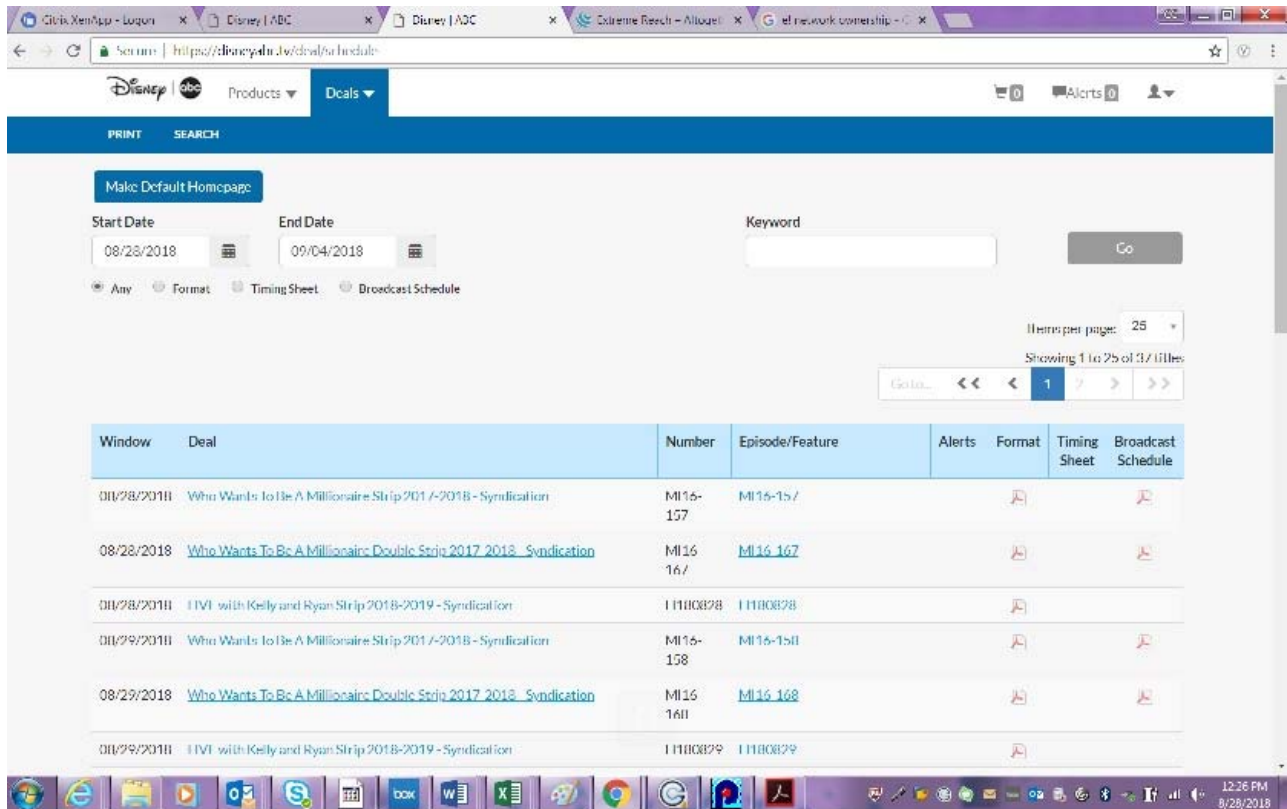 Citrix XenApp - Logon
Disney | ABC
Disney | ABC
Extreme Reach – Altoget
e! network ownership - G
Secure | https://disneyabc.tv/deal/schedule
Disney | abc
Products
Deals
0
Alerts 0
PRINT SEARCH
Make Default Homepage
Start Date End Date Keyword
08/28/2018 09/04/2018 Go
Any Format Timing Sheet Broadcast Schedule
Items per page: 25
Showing 1 to 25 of 37 titles
Go to... << < 1 2 > >>
Window Deal Number Episode/Feature Alerts Format Timing Sheet Broadcast Schedule
08/28/2018 Who Wants To Be A Millionaire Strip 2017-2018 - Syndication MI16-157 MI16-157
08/28/2018 Who Wants To Be A Millionaire Double Strip 2017-2018 - Syndication MI16-167 MI16-167
08/28/2018 LIVE with Kelly and Ryan Strip 2018-2019 - Syndication LI180828 LI180828
08/29/2018 Who Wants To Be A Millionaire Strip 2017-2018 - Syndication MI16-158 MI16-158
08/29/2018 Who Wants To Be A Millionaire Double Strip 2017-2018 - Syndication MI16-168 MI16-168
08/29/2018 LIVE with Kelly and Ryan Strip 2018-2019 - Syndication LI180829 LI180829
box
12:26 PM
8/28/2018